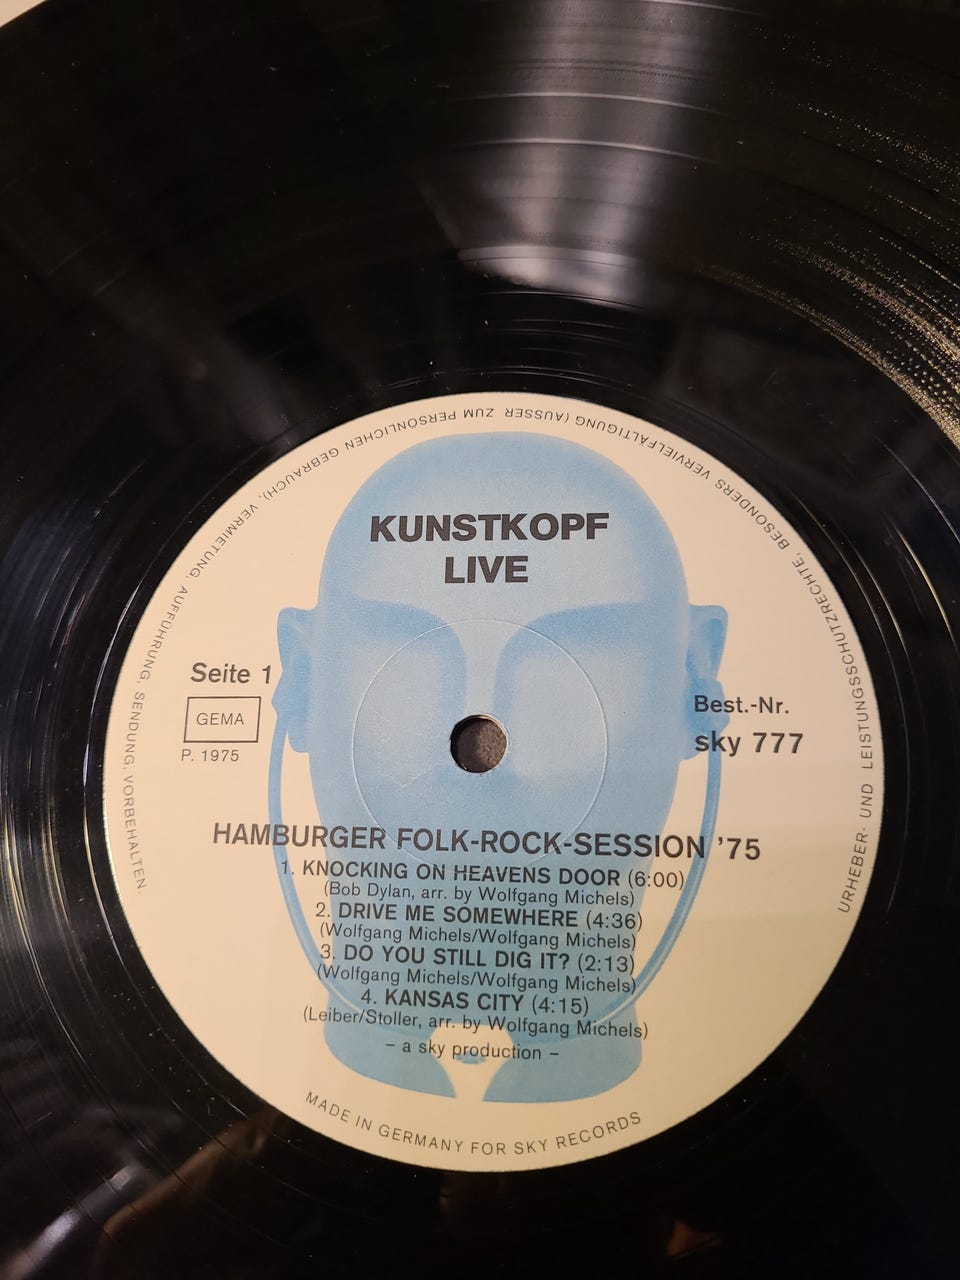 KUNSTKOPF
LIVE
Seite 1
GEMA
P. 1975
Best.-Nr.
sky 777
HAMBURGER FOLK-ROCK-SESSION '75
1. KNOCKING ON HEAVENS DOOR (6:00)
(Bob Dylan, arr. by Wolfgang Michels)
2. DRIVE ME SOMEWHERE (4:36)
(Wolfgang Michels/Wolfgang Michels)
3. DO YOU STILL DIG IT? (2:13)
(Wolfgang Michels/Wolfgang Michels)
4. KANSAS CITY (4:15)
(Leiber/Stoller, arr. by Wolfgang Michels)
– a sky production –
MADE IN GERMANY FOR SKY RECORDS
URHEBER- UND LEISTUNGSSCHUTZRECHTE, BESONDERS VERVIELFÄLTIGUNG (AUSSER ZUM PERSÖNLICHEN GEBRAUCH), VERMIETUNG, AUFFÜHRUNG, SENDUNG, VORBEHALTEN.